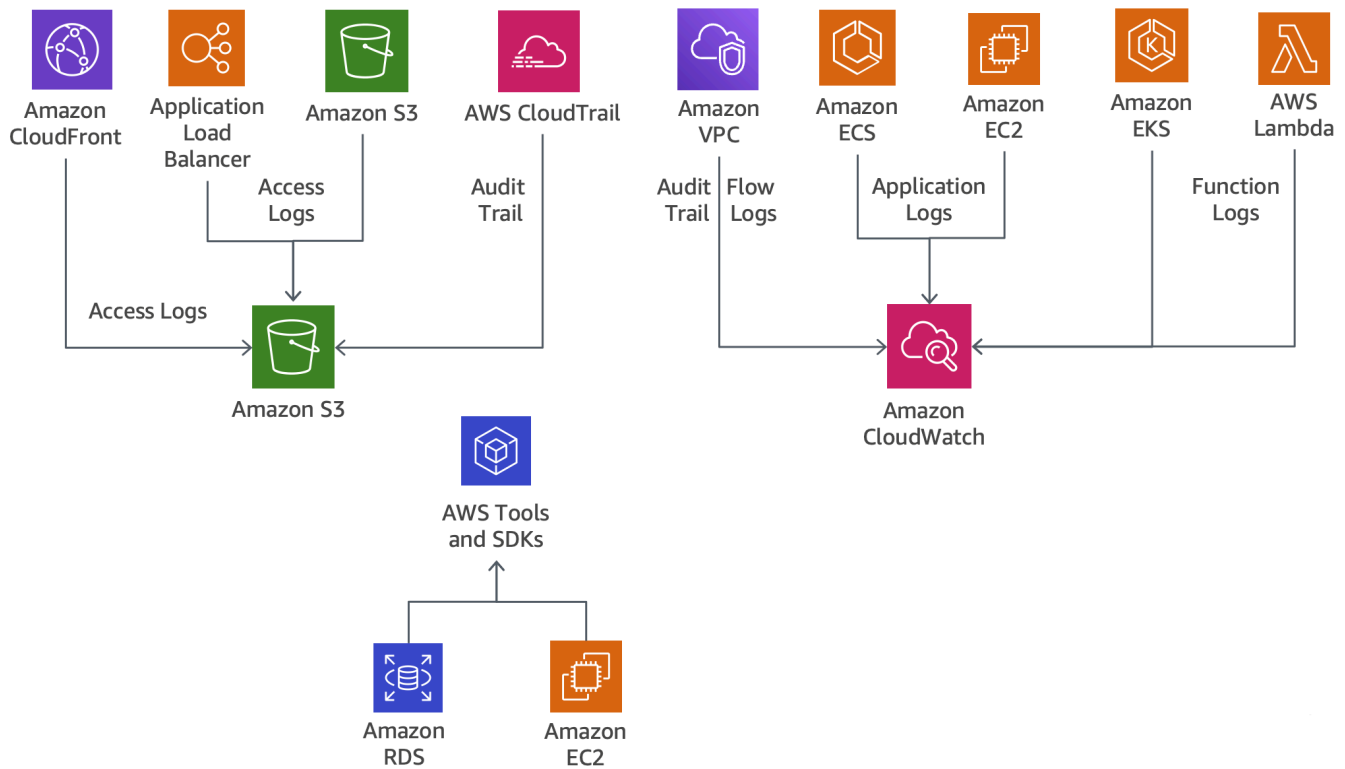 Amazon
CloudFront
Application
Load
Balancer
Amazon S3
AWS CloudTrail
Amazon
VPC
Amazon
ECS
Amazon
EC2
Amazon
EKS
AWS
Lambda
Access
Logs
Audit
Trail
Audit
Trail
Flow
Logs
Application
Logs
Function
Logs
Access Logs
Amazon S3
Amazon
CloudWatch
AWS Tools
and SDKs
K
Amazon
RDS
Amazon
EC2